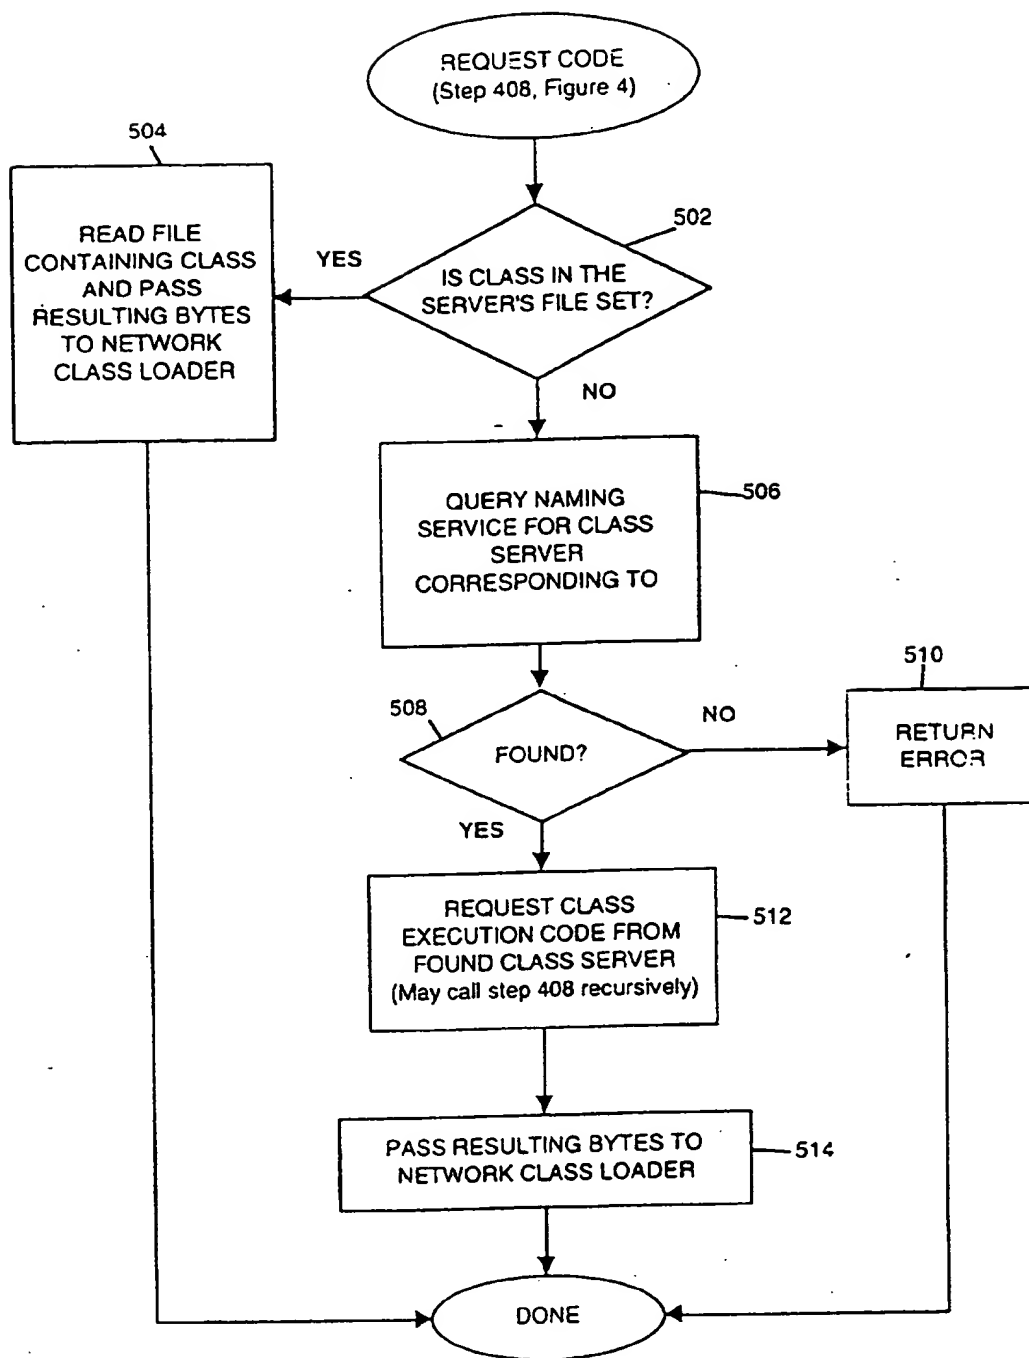 REQUEST CODE
(Step 408, Figure 4)
504
502
READ FILE
CONTAINING CLASS
AND PASS
RESULTING BYTES
TO NETWORK
CLASS LOADER
YES
IS CLASS IN THE
SERVER'S FILE SET?
NO
506
QUERY NAMING
SERVICE FOR CLASS
SERVER
CORRESPONDING TO
510
508
NO
FOUND?
RETURN
ERROR
YES
512
REQUEST CLASS
EXECUTION CODE FROM
FOUND CLASS SERVER
(May call step 408 recursively)
PASS RESULTING BYTES TO
NETWORK CLASS LOADER
514
DONE